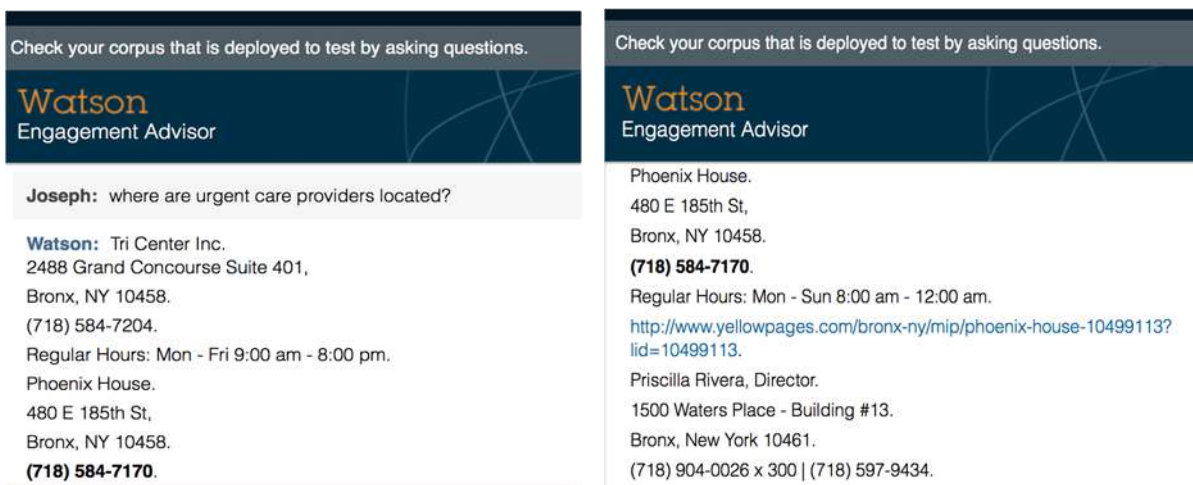 Check your corpus that is deployed to test by asking questions.
Watson
Engagement Advisor
Joseph: where are urgent care providers located?
Watson: Tri Center Inc.
2488 Grand Concourse Suite 401,
Bronx, NY 10458.
(718) 584-7204.
Regular Hours: Mon - Fri 9:00 am - 8:00 pm.
Phoenix House.
480 E 185th St,
Bronx, NY 10458.
(718) 584-7170.
Check your corpus that is deployed to test by asking questions.
Watson
Engagement Advisor
Phoenix House.
480 E 185th St,
Bronx, NY 10458.
(718) 584-7170.
Regular Hours: Mon - Sun 8:00 am - 12:00 am.
http://www.yellowpages.com/bronx-ny/mip/phoenix-house-10499113?
lid=10499113.
Priscilla Rivera, Director.
1500 Waters Place - Building #13.
Bronx, New York 10461.
(718) 904-0026 x 300 | (718) 597-9434.